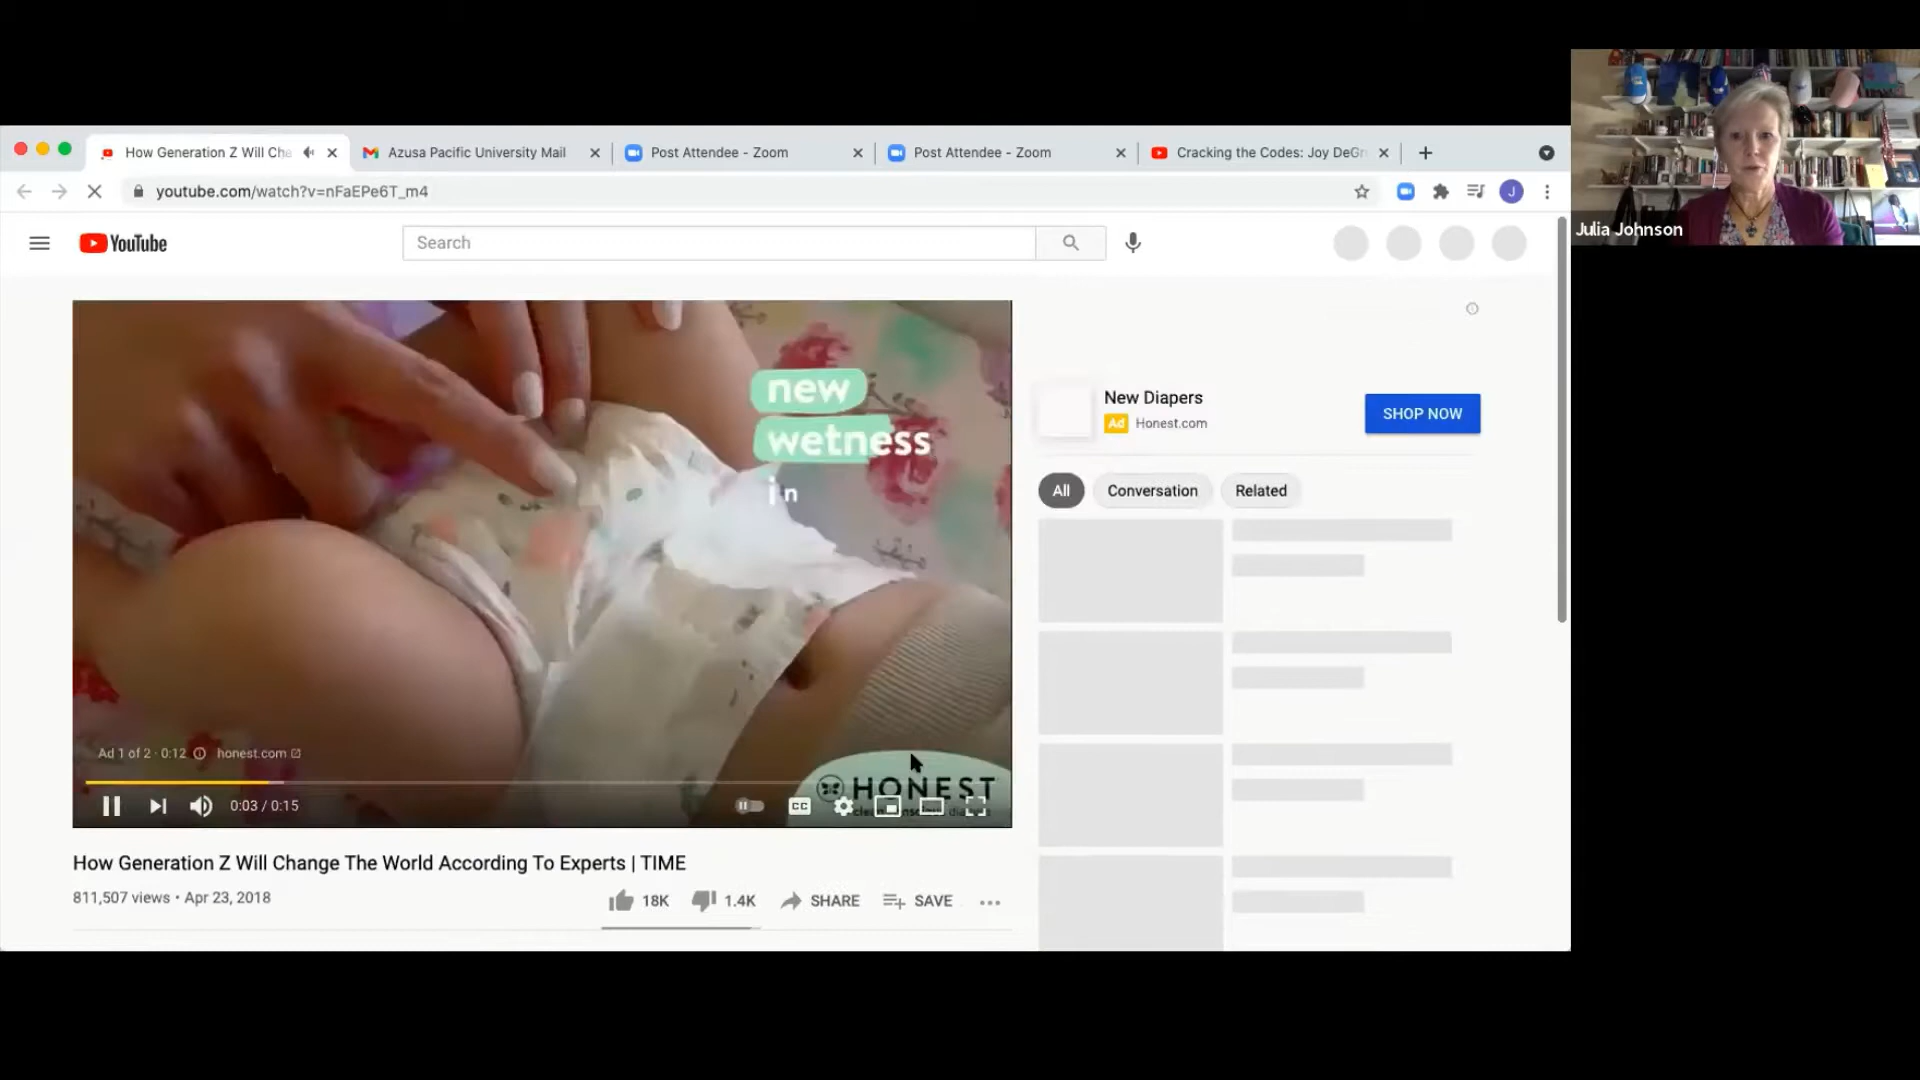 How Generation Z Will Cha
Azusa Pacific University Mail
Post Attendee - Zoom
Post Attendee - Zoom
Cracking the Codes: Joy DeGr
youtube.com/watch?v=nFaEPe6T_m4
J
YouTube
Search
Julia Johnson
new
wetness
in
New Diapers
Ad Honest.com
SHOP NOW
All
Conversation
Related
Ad 1 of 2 · 0:12
honest.com
HONEST
0:03 / 0:15
CC
How Generation Z Will Change The World According To Experts | TIME
811,507 views • Apr 23, 2018
18K
1.4K
SHARE
SAVE